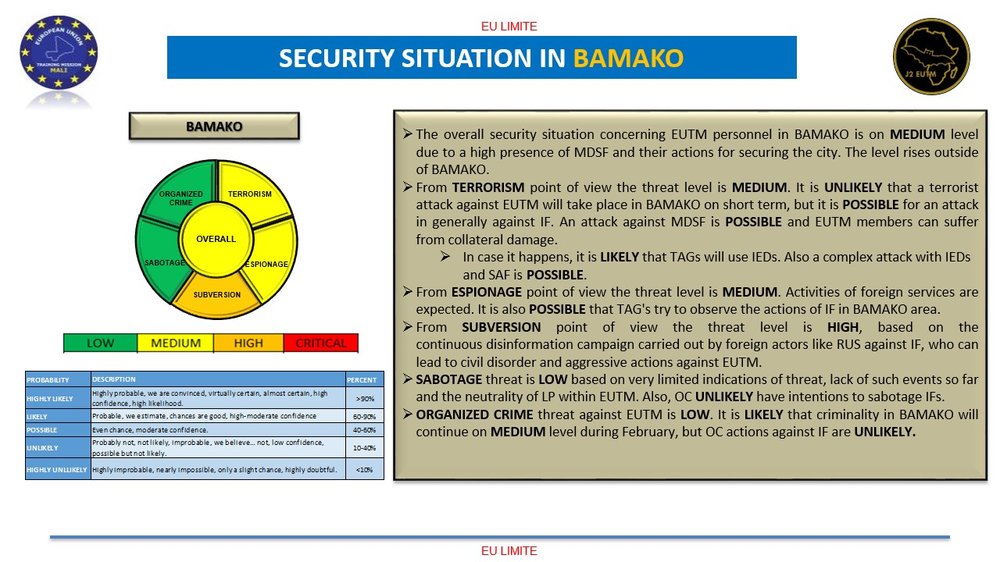 EU LIMITE
EUROPEAN UNION
TRAINING MISSION
MALI
SECURITY SITUATION IN BAMAKO
J2 EUTM
BAMAKO
ORGANIZED
CRIME
TERRORISM
OVERALL
SABOTAGE
ESPIONAGE
SUBVERSION
LOW MEDIUM HIGH CRITICAL
PROBABILITY DESCRIPTION PERCENT
HIGHLY LIKELY Highly probable, we are convinced, virtually certain, almost certain, high
confidence, high likelihood. >90%
LIKELY Probable, we estimate, chances are good, high-moderate confidence 60-90%
POSSIBLE Even chance, moderate confidence. 40-60%
UNLIKELY Probably not, not likely, improbable, we believe... not, low confidence,
possible but not likely. 10-40%
HIGHLY UNLLIKELY Highly improbable, nearly impossible, only a slight chance, highly doubtful. <10%
➢ The overall security situation concerning EUTM personnel in BAMAKO is on MEDIUM level
due to a high presence of MDSF and their actions for securing the city. The level rises outside
of BAMAKO.
➢ From TERRORISM point of view the threat level is MEDIUM. It is UNLIKELY that a terrorist
attack against EUTM will take place in BAMAKO on short term, but it is POSSIBLE for an attack
in generally against IF. An attack against MDSF is POSSIBLE and EUTM members can suffer
from collateral damage.
➢ In case it happens, it is LIKELY that TAGs will use IEDs. Also a complex attack with IEDs
and SAF is POSSIBLE.
➢ From ESPIONAGE point of view the threat level is MEDIUM. Activities of foreign services are
expected. It is also POSSIBLE that TAG's try to observe the actions of IF in BAMAKO area.
➢ From SUBVERSION point of view the threat level is HIGH, based on the
continuous disinformation campaign carried out by foreign actors like RUS against IF, who can
lead to civil disorder and aggressive actions against EUTM.
➢ SABOTAGE threat is LOW based on very limited indications of threat, lack of such events so far
and the neutrality of LP within EUTM. Also, OC UNLIKELY have intentions to sabotage IFs.
➢ ORGANIZED CRIME threat against EUTM is LOW. It is LIKELY that criminality in BAMAKO will
continue on MEDIUM level during February, but OC actions against IF are UNLIKELY.
EU LIMITE